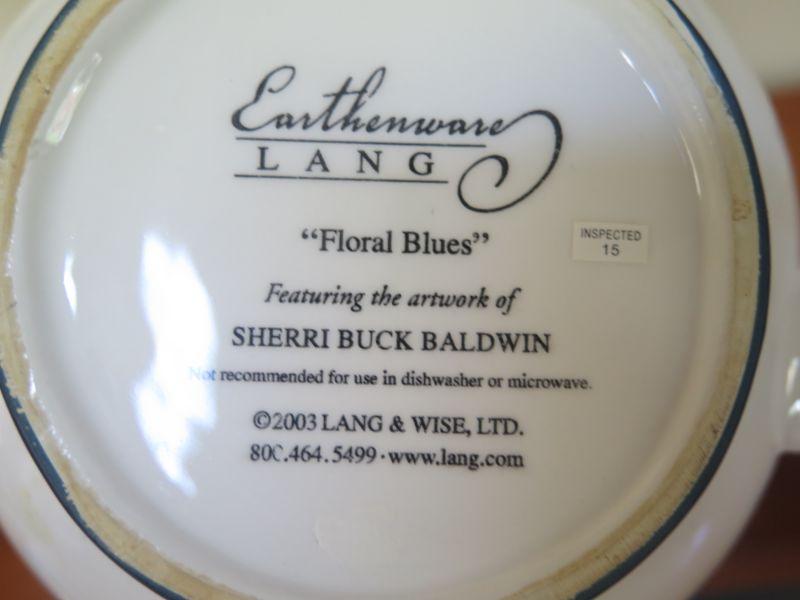 Earthenware
LANG
“Floral Blues”
INSPECTED
15
Featuring the artwork of
SHERRI BUCK BALDWIN
Not recommended for use in dishwasher or microwave.
©2003 LANG & WISE, LTD.
800.464.5499 · www.lang.com